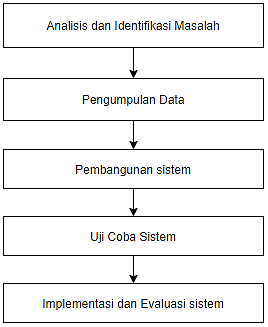 Analisis dan Identifikasi Masalah
Pengumpulan Data
Pembangunan sistem
Uji Coba Sistem
Implementasi dan Evaluasi sistem